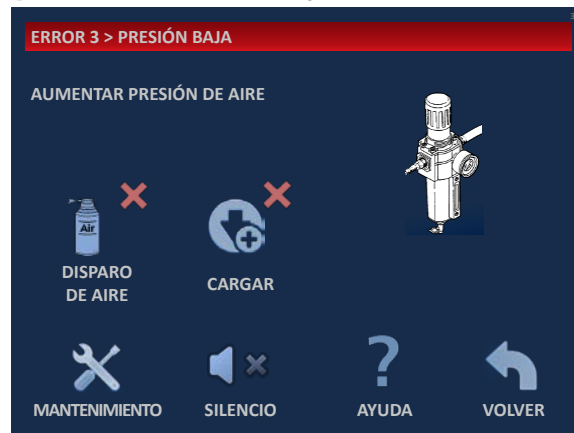 ERROR 3 > PRESIÓN BAJA
AUMENTAR PRESIÓN DE AIRE
Air
DISPARO
DE AIRE
CARGAR
?
MANTENIMIENTO
SILENCIO
AYUDA
VOLVER